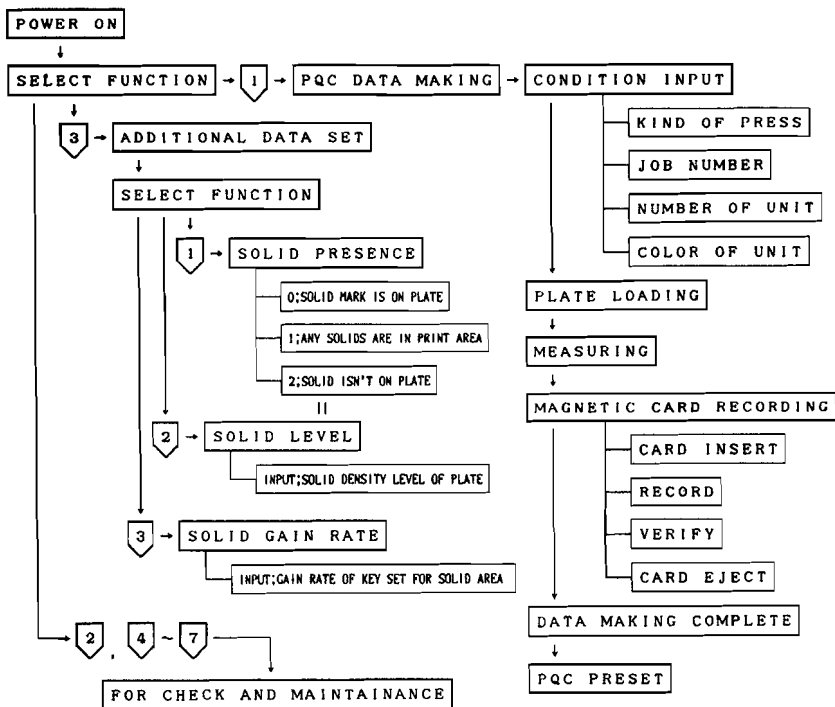 POWER ON
SELECT FUNCTION
1
PQC DATA MAKING
CONDITION INPUT
KIND OF PRESS
JOB NUMBER
NUMBER OF UNIT
COLOR OF UNIT
3
ADDITIONAL DATA SET
SELECT FUNCTION
1
SOLID PRESENCE
0;SOLID MARK IS ON PLATE
1;ANY SOLIDS ARE IN PRINT AREA
2;SOLID ISN'T ON PLATE
=
2
SOLID LEVEL
INPUT;SOLID DENSITY LEVEL OF PLATE
3
SOLID GAIN RATE
INPUT;GAIN RATE OF KEY SET FOR SOLID AREA
PLATE LOADING
MEASURING
MAGNETIC CARD RECORDING
CARD INSERT
RECORD
VERIFY
CARD EJECT
DATA MAKING COMPLETE
PQC PRESET
2, 4~7
FOR CHECK AND MAINTAINANCE